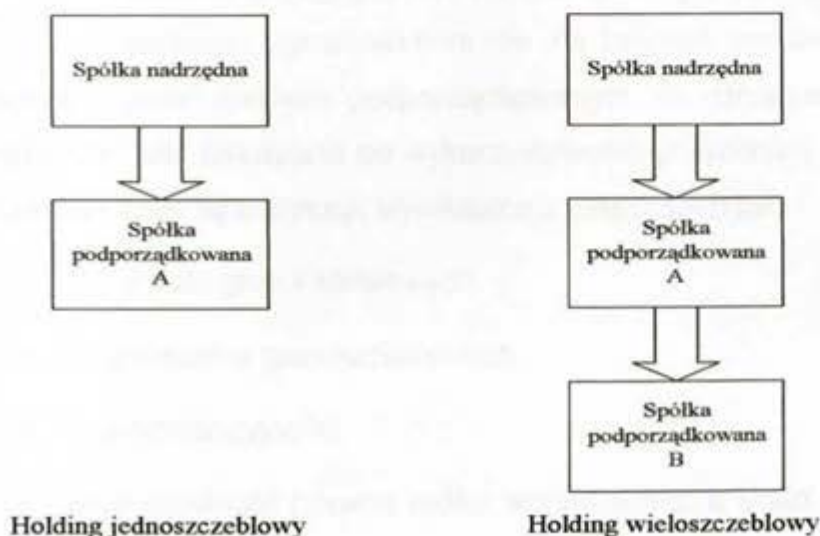 Spółka nadrzędna
Spółka
podporządkowana
A
Holding jednoszczeblowy
Spółka nadrzędna
Spółka
podporządkowana
A
Spółka
podporządkowana
B
Holding wieloszczeblowy